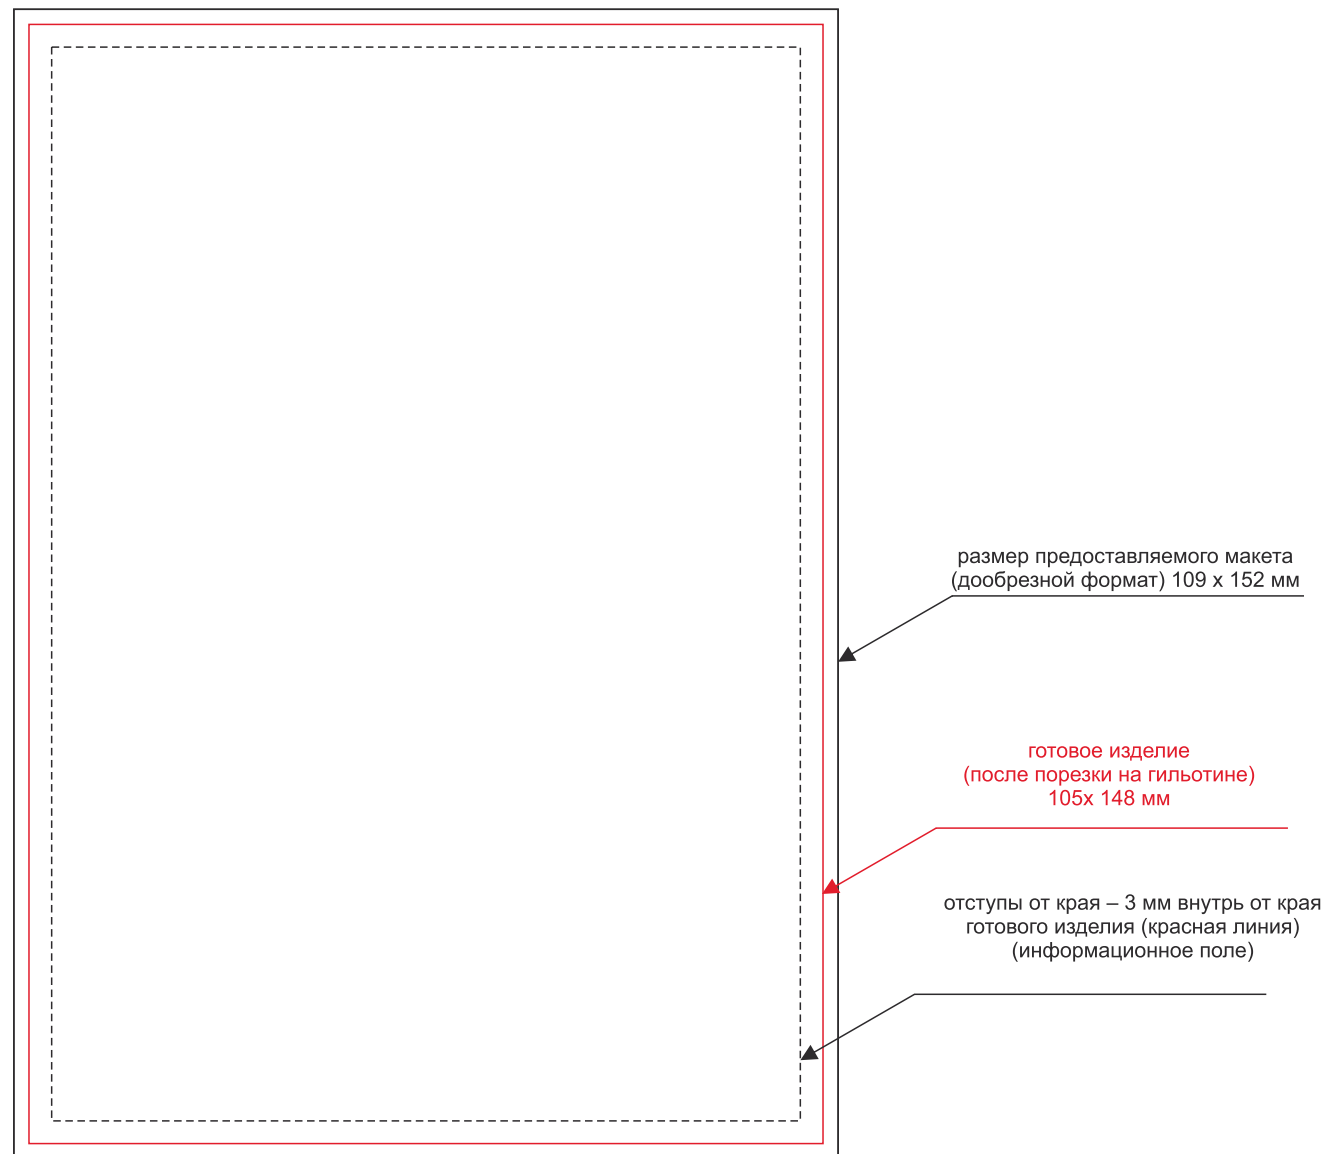 размер предоставляемого макета
(дообрезной формат) 109 х 152 мм
готовое изделие
(после порезки на гильотине)
105х 148 мм
отступы от края – 3 мм внутрь от края
готового изделия (красная линия)
(информационное поле)